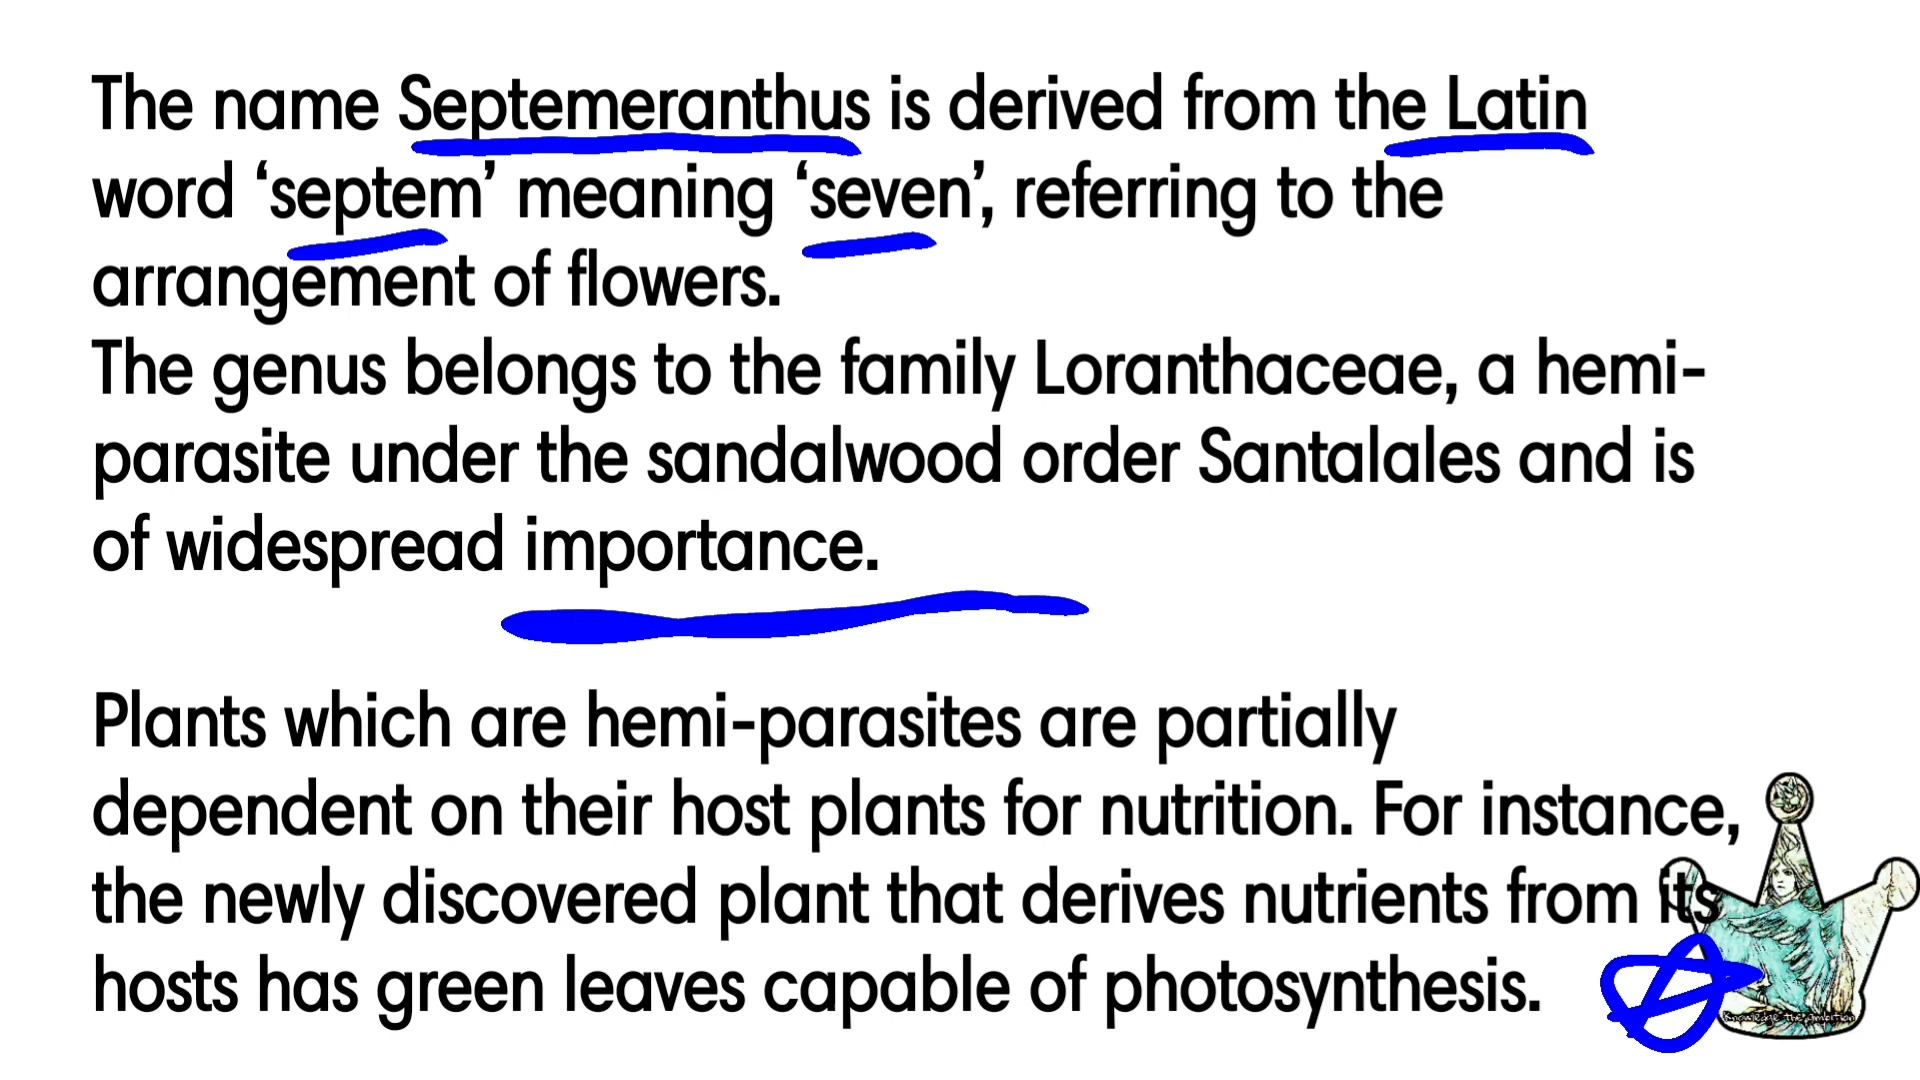 The name Septemeranthus is derived from the Latin
word ‘septem’ meaning ‘seven’, referring to the
arrangement of flowers.
The genus belongs to the family Loranthaceae, a hemi-
parasite under the sandalwood order Santalales and is
of widespread importance.
Plants which are hemi-parasites are partially
dependent on their host plants for nutrition. For instance,
the newly discovered plant that derives nutrients from its
hosts has green leaves capable of photosynthesis.
Knowledge the ambition